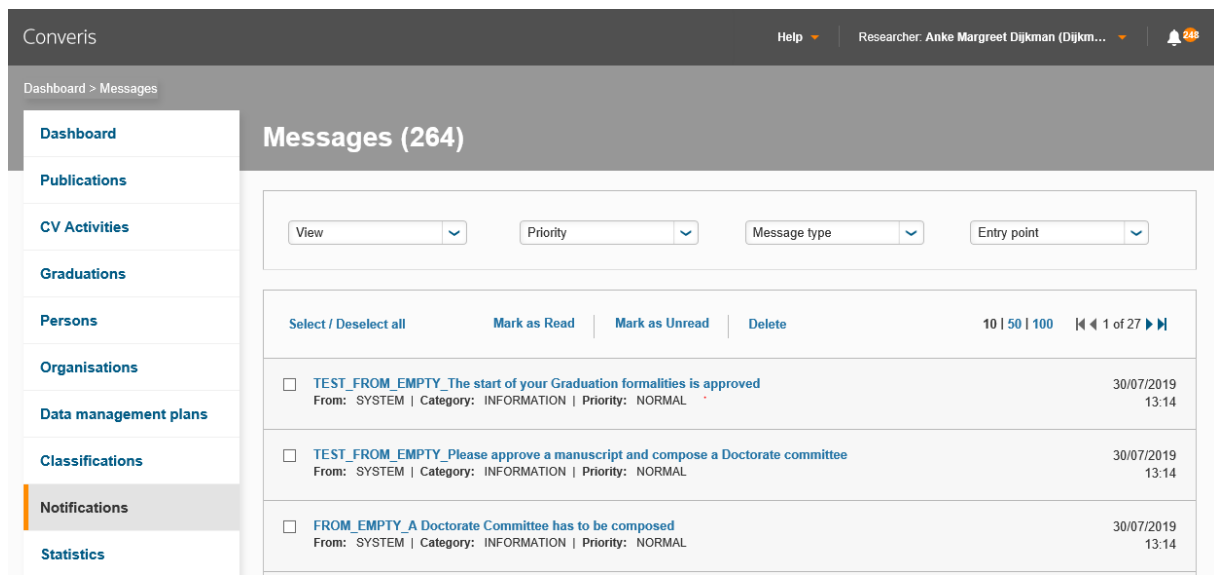 Converis
Help
Researcher: Anke Margreet Dijkman (Dijkm...
248
Dashboard > Messages
Dashboard
Publications
CV Activities
Graduations
Persons
Organisations
Data management plans
Classifications
Notifications
Statistics
Messages (264)
View
Priority
Message type
Entry point
Select / Deselect all
Mark as Read
Mark as Unread
Delete
10 | 50 | 100
1 of 27
TEST_FROM_EMPTY_The start of your Graduation formalities is approved
From: SYSTEM | Category: INFORMATION | Priority: NORMAL
30/07/2019
13:14
TEST_FROM_EMPTY_Please approve a manuscript and compose a Doctorate committee
From: SYSTEM | Category: INFORMATION | Priority: NORMAL
30/07/2019
13:14
FROM_EMPTY_A Doctorate Committee has to be composed
From: SYSTEM | Category: INFORMATION | Priority: NORMAL
30/07/2019
13:14